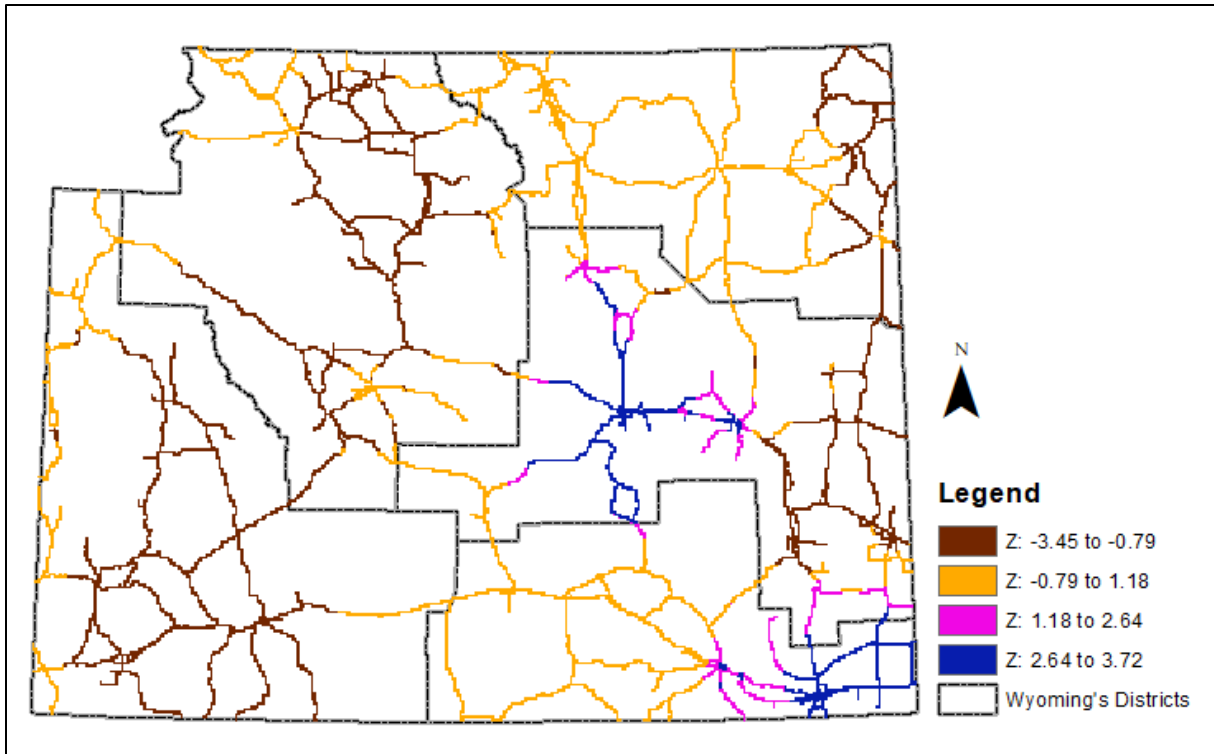 N
Legend
Z: -3.45 to -0.79
Z: -0.79 to 1.18
Z: 1.18 to 2.64
Z: 2.64 to 3.72
Wyoming's Districts